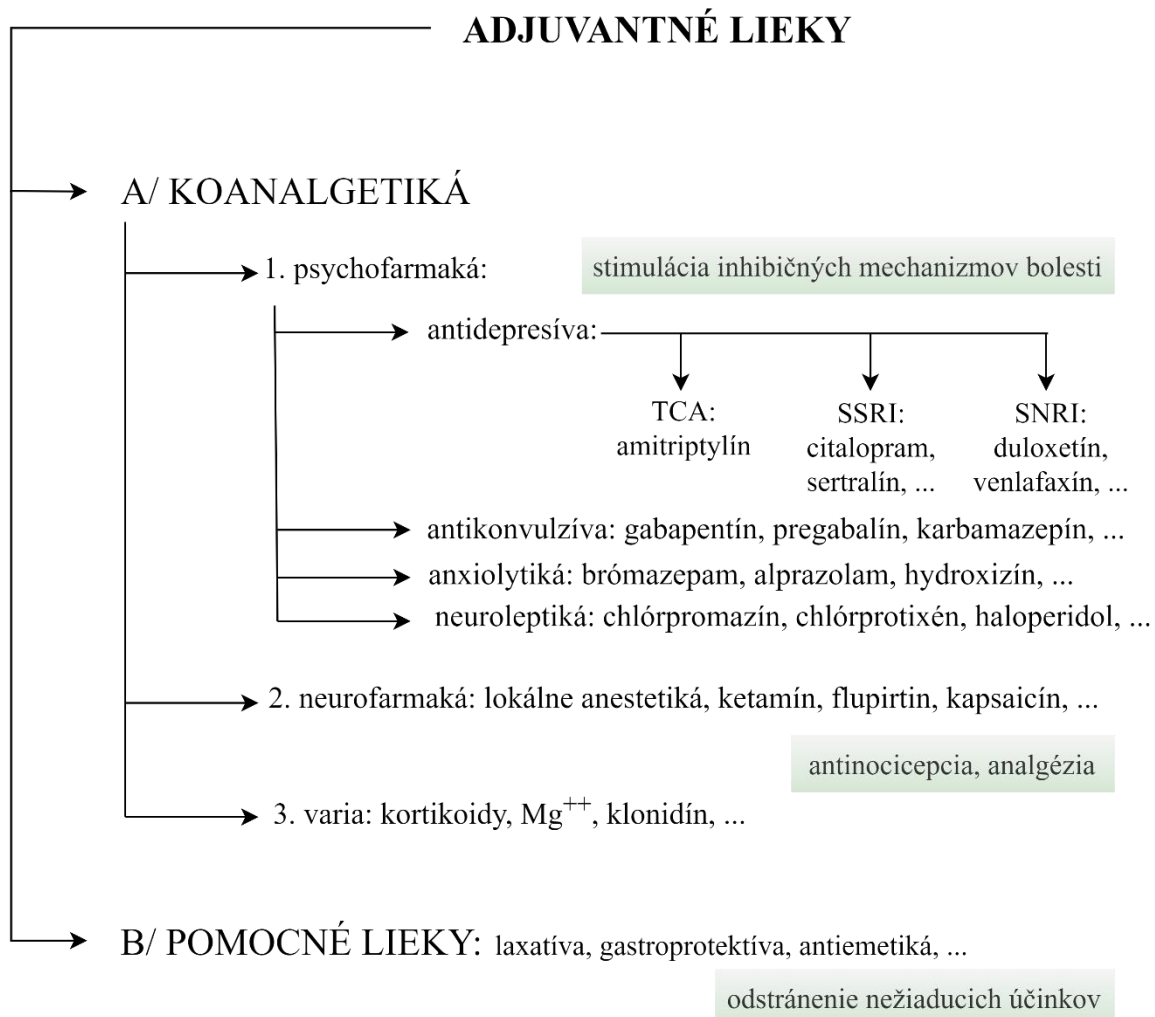 ADJUVANTNÉ LIEKY
A/ KOANALGETIKÁ
1. psychofarmaká:
stimulácia inhibičných mechanizmov bolesti
antidepresíva:
TCA:
amitriptylín
SSRI:
citalopram,
sertralín, ...
SNRI:
duloxetín,
venlafaxín, ...
antikonvulzíva: gabapentín, pregabalín, karbamazepín, ...
anxiolytiká: brómazepam, alprazolam, hydroxizín, ...
neuroleptiká: chlórpromazín, chlórprotixén, haloperidol, ...
2. neurofarmaká: lokálne anestetiká, ketamín, flupirtin, kapsaicín, ...
antinocicepcia, analgézia
3. varia: kortikoidy, Mg⁺⁺, klonidín, ...
B/ POMOCNÉ LIEKY: laxatíva, gastroprotektíva, antiemetiká, ...
odstránenie nežiaducich účinkov